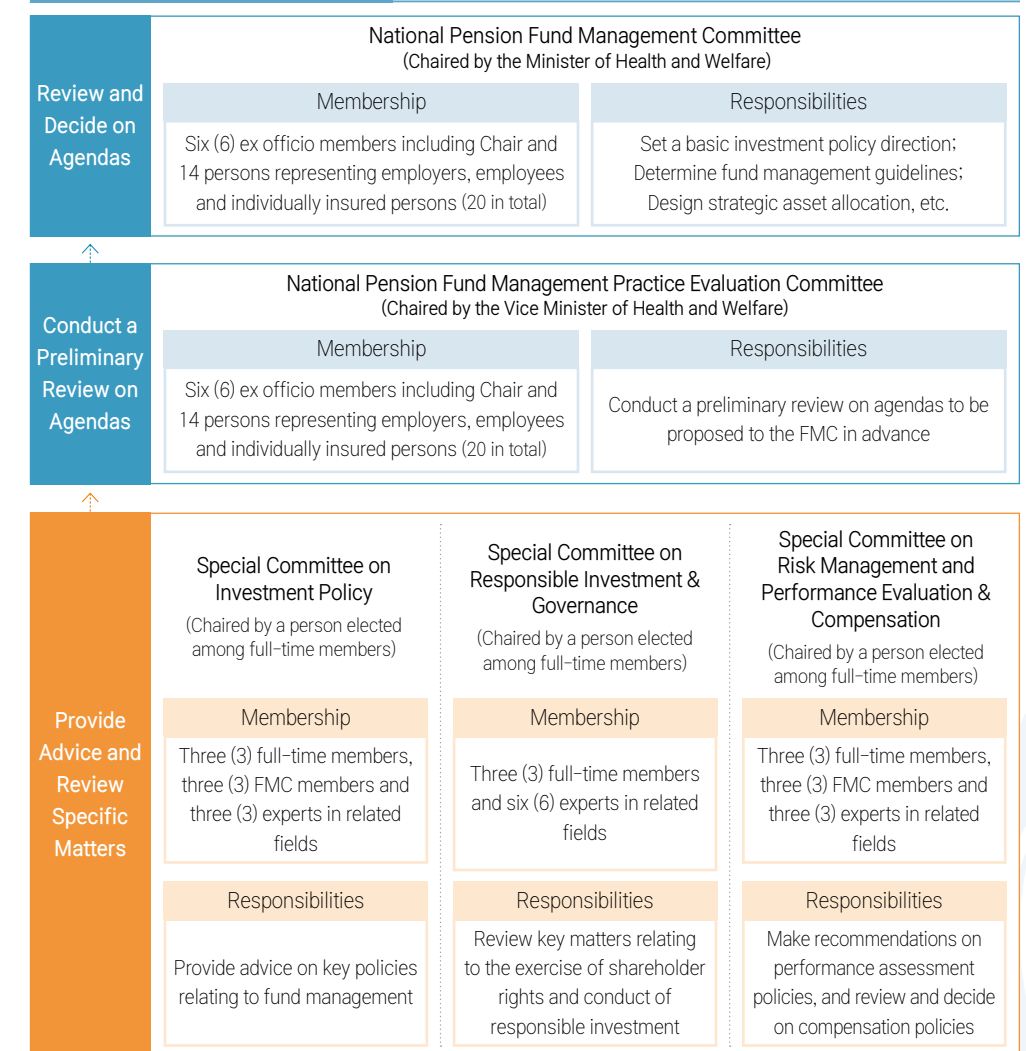 Review and
Decide on
Agendas
National Pension Fund Management Committee
(Chaired by the Minister of Health and Welfare)
Membership
Six (6) ex officio members including Chair and
14 persons representing employers, employees
and individually insured persons (20 in total)
Responsibilities
Set a basic investment policy direction;
Determine fund management guidelines;
Design strategic asset allocation, etc.
Conduct a
Preliminary
Review on
Agendas
National Pension Fund Management Practice Evaluation Committee
(Chaired by the Vice Minister of Health and Welfare)
Membership
Six (6) ex officio members including Chair and
14 persons representing employers, employees
and individually insured persons (20 in total)
Responsibilities
Conduct a preliminary review on agendas to be
proposed to the FMC in advance
Provide
Advice and
Review
Specific
Matters
Special Committee on
Investment Policy
(Chaired by a person elected
among full-time members)
Membership
Three (3) full-time members,
three (3) FMC members and
three (3) experts in related
fields
Responsibilities
Provide advice on key policies
relating to fund management
Special Committee on
Responsible Investment &
Governance
(Chaired by a person elected
among full-time members)
Membership
Three (3) full-time members
and six (6) experts in related
fields
Responsibilities
Review key matters relating
to the exercise of shareholder
rights and conduct of
responsible investment
Special Committee on
Risk Management and
Performance Evaluation &
Compensation
(Chaired by a person elected
among full-time members)
Membership
Three (3) full-time members,
three (3) FMC members and
three (3) experts in related
fields
Responsibilities
Make recommendations on
performance assessment
policies, and review and decide
on compensation policies